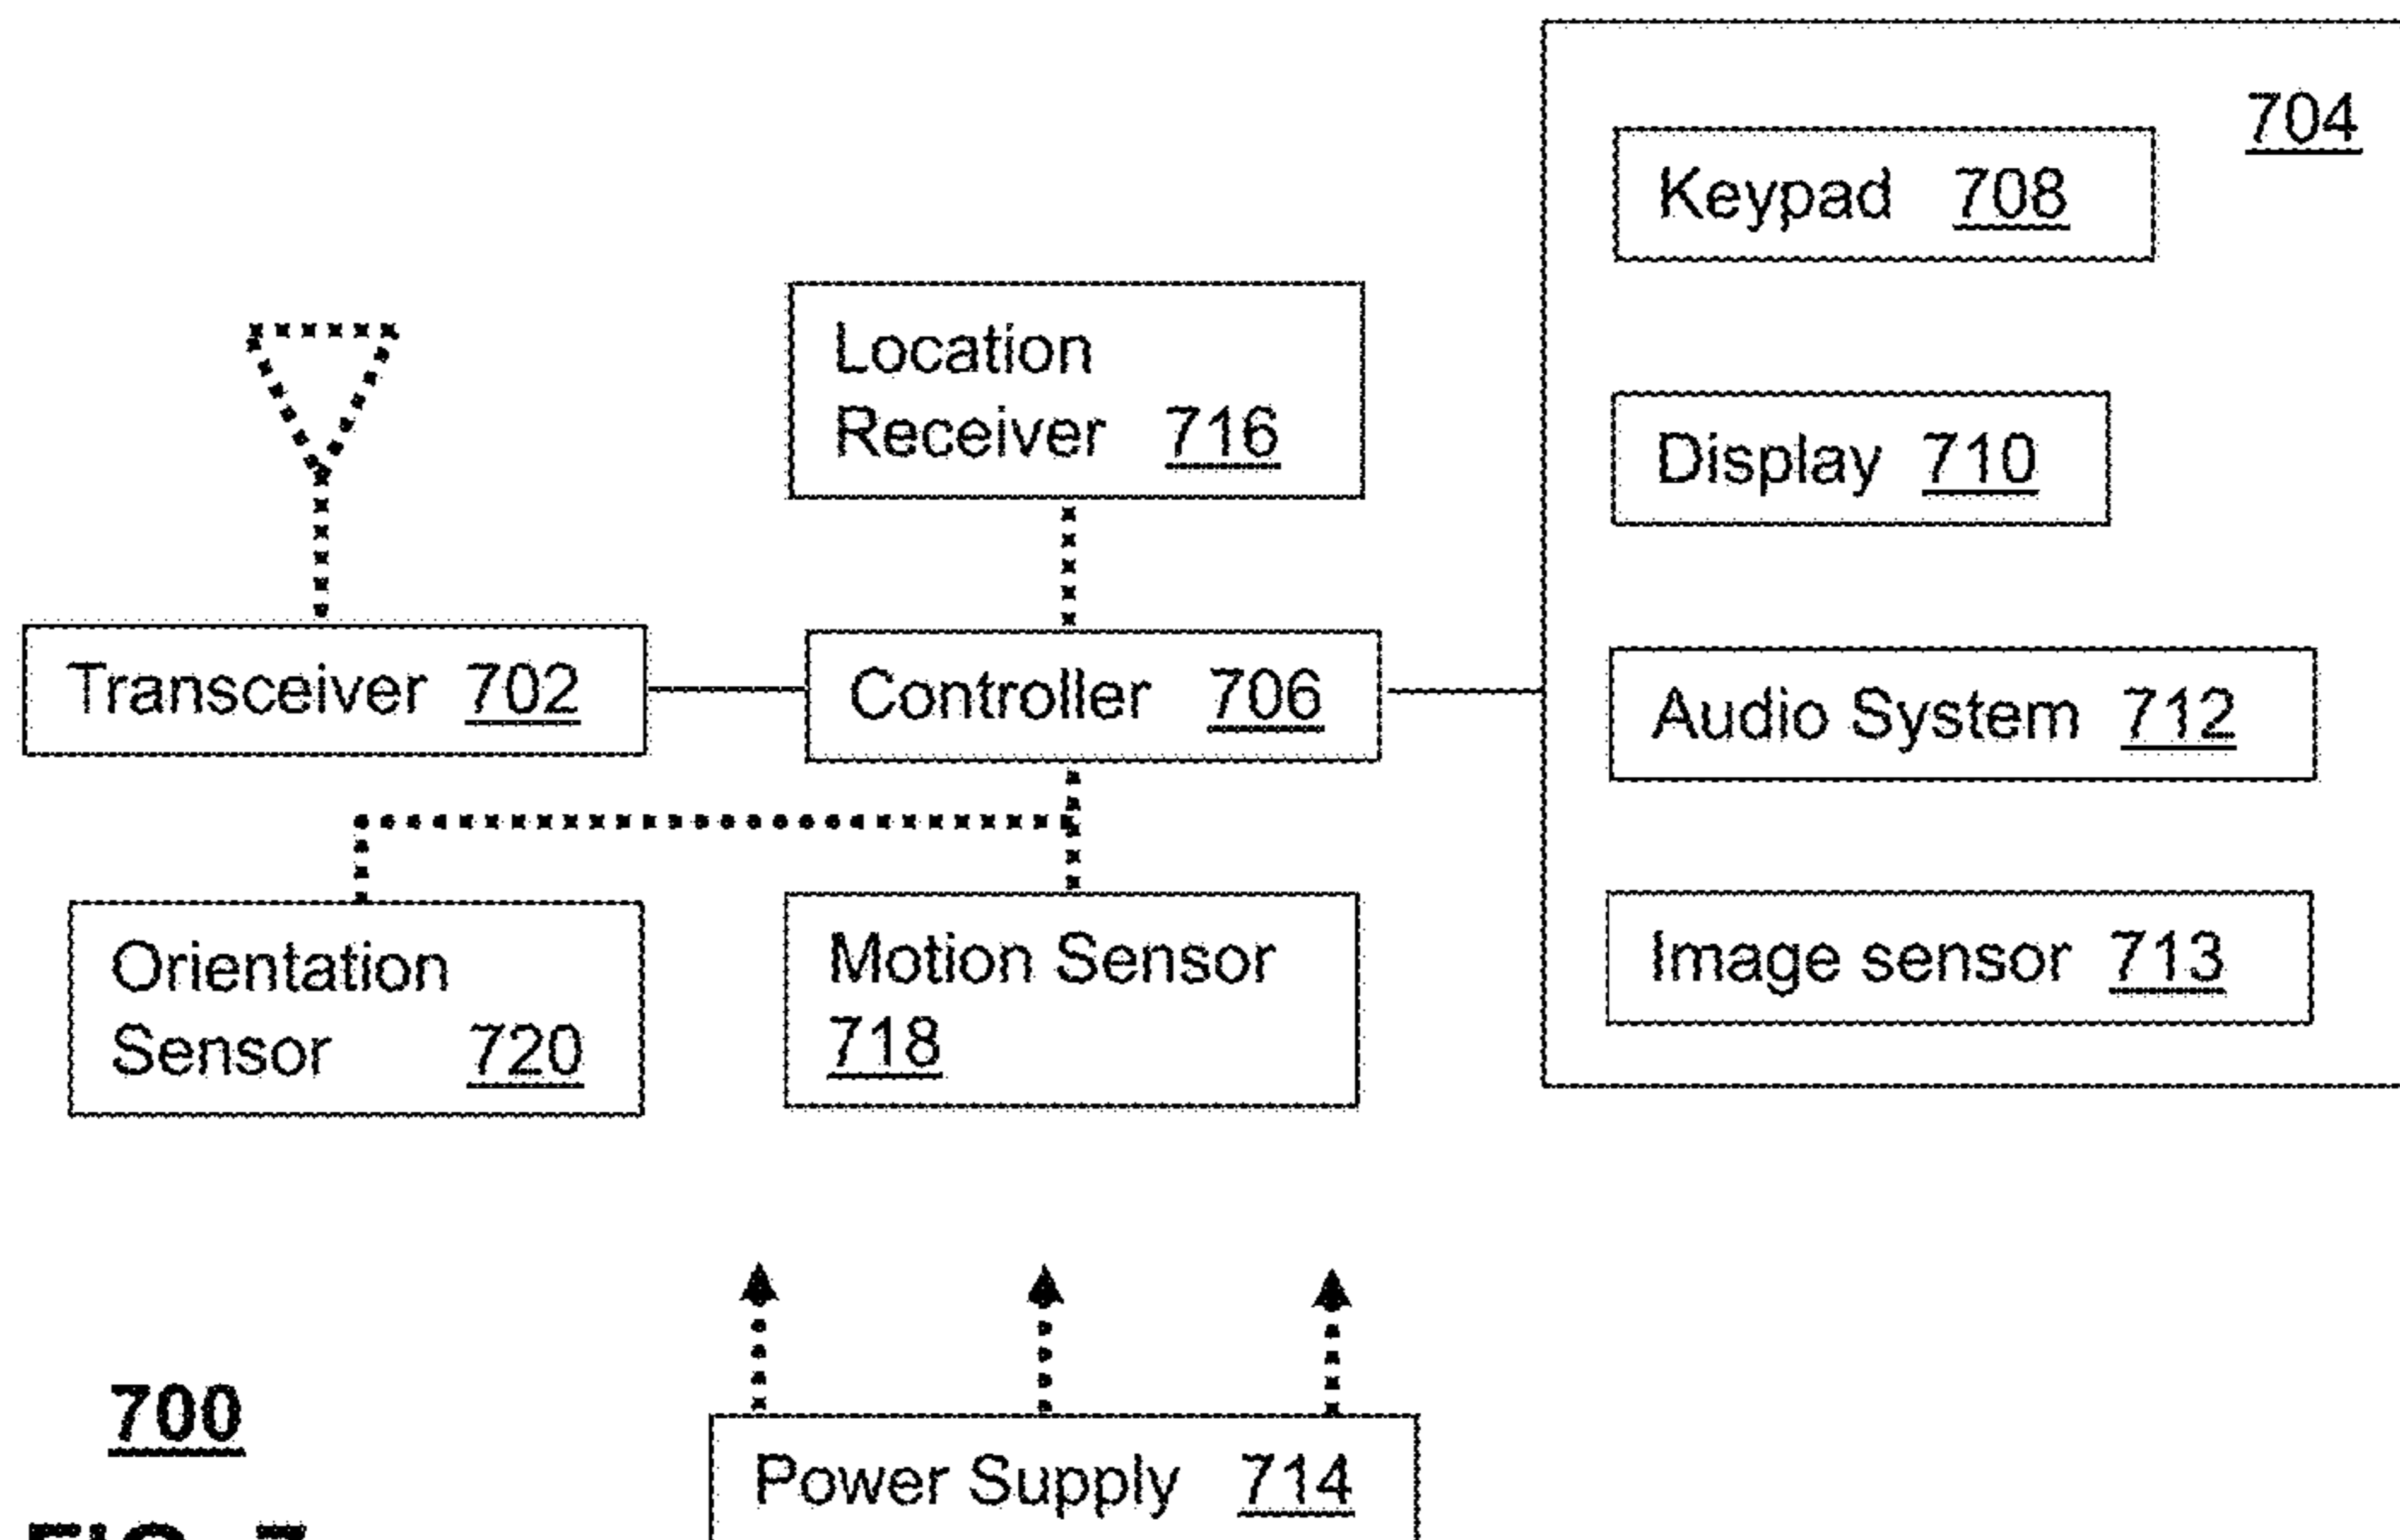 704
Keypad 708
Location
Receiver 716
Display 710
Transceiver 702
Controller 706
Audio System 712
Orientation
Sensor 720
Motion Sensor
718
Image sensor 713
700
Power Supply 714